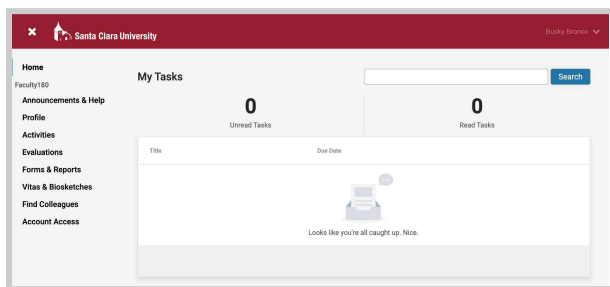 Santa Clara University
Bucky Bronco
Home
Faculty180
Announcements & Help
Profile
Activities
Evaluations
Forms & Reports
Vitas & Biosketches
Find Colleagues
Account Access
My Tasks
Search
0
Unread Tasks
0
Read Tasks
Title
Due Date
Looks like you're all caught up. Nice.